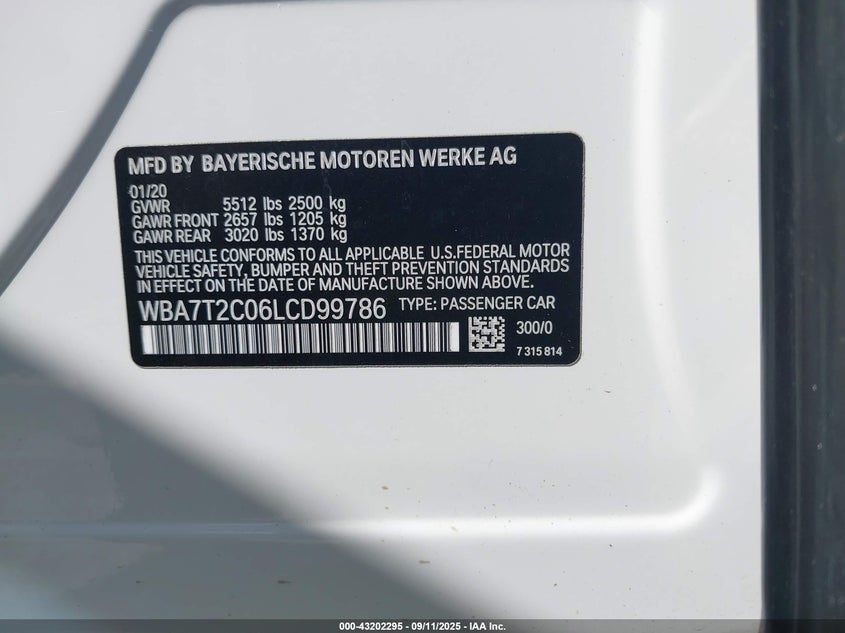 MFD BY BAYERISCHE MOTOREN WERKE AG
01/20
GVWR 5512 lbs 2500 kg
GAWR FRONT 2657 lbs 1205 kg
GAWR REAR 3020 lbs 1370 kg
THIS VEHICLE CONFORMS TO ALL APPLICABLE U.S.FEDERAL MOTOR
VEHICLE SAFETY, BUMPER AND THEFT PREVENTION STANDARDS
IN EFFECT ON THE DATE OF MANUFACTURE SHOWN ABOVE.
WBA7T2C06LCD99786 TYPE: PASSENGER CAR
300/0
7 315 814
000-43202295 - 09/11/2025 - IAA Inc.